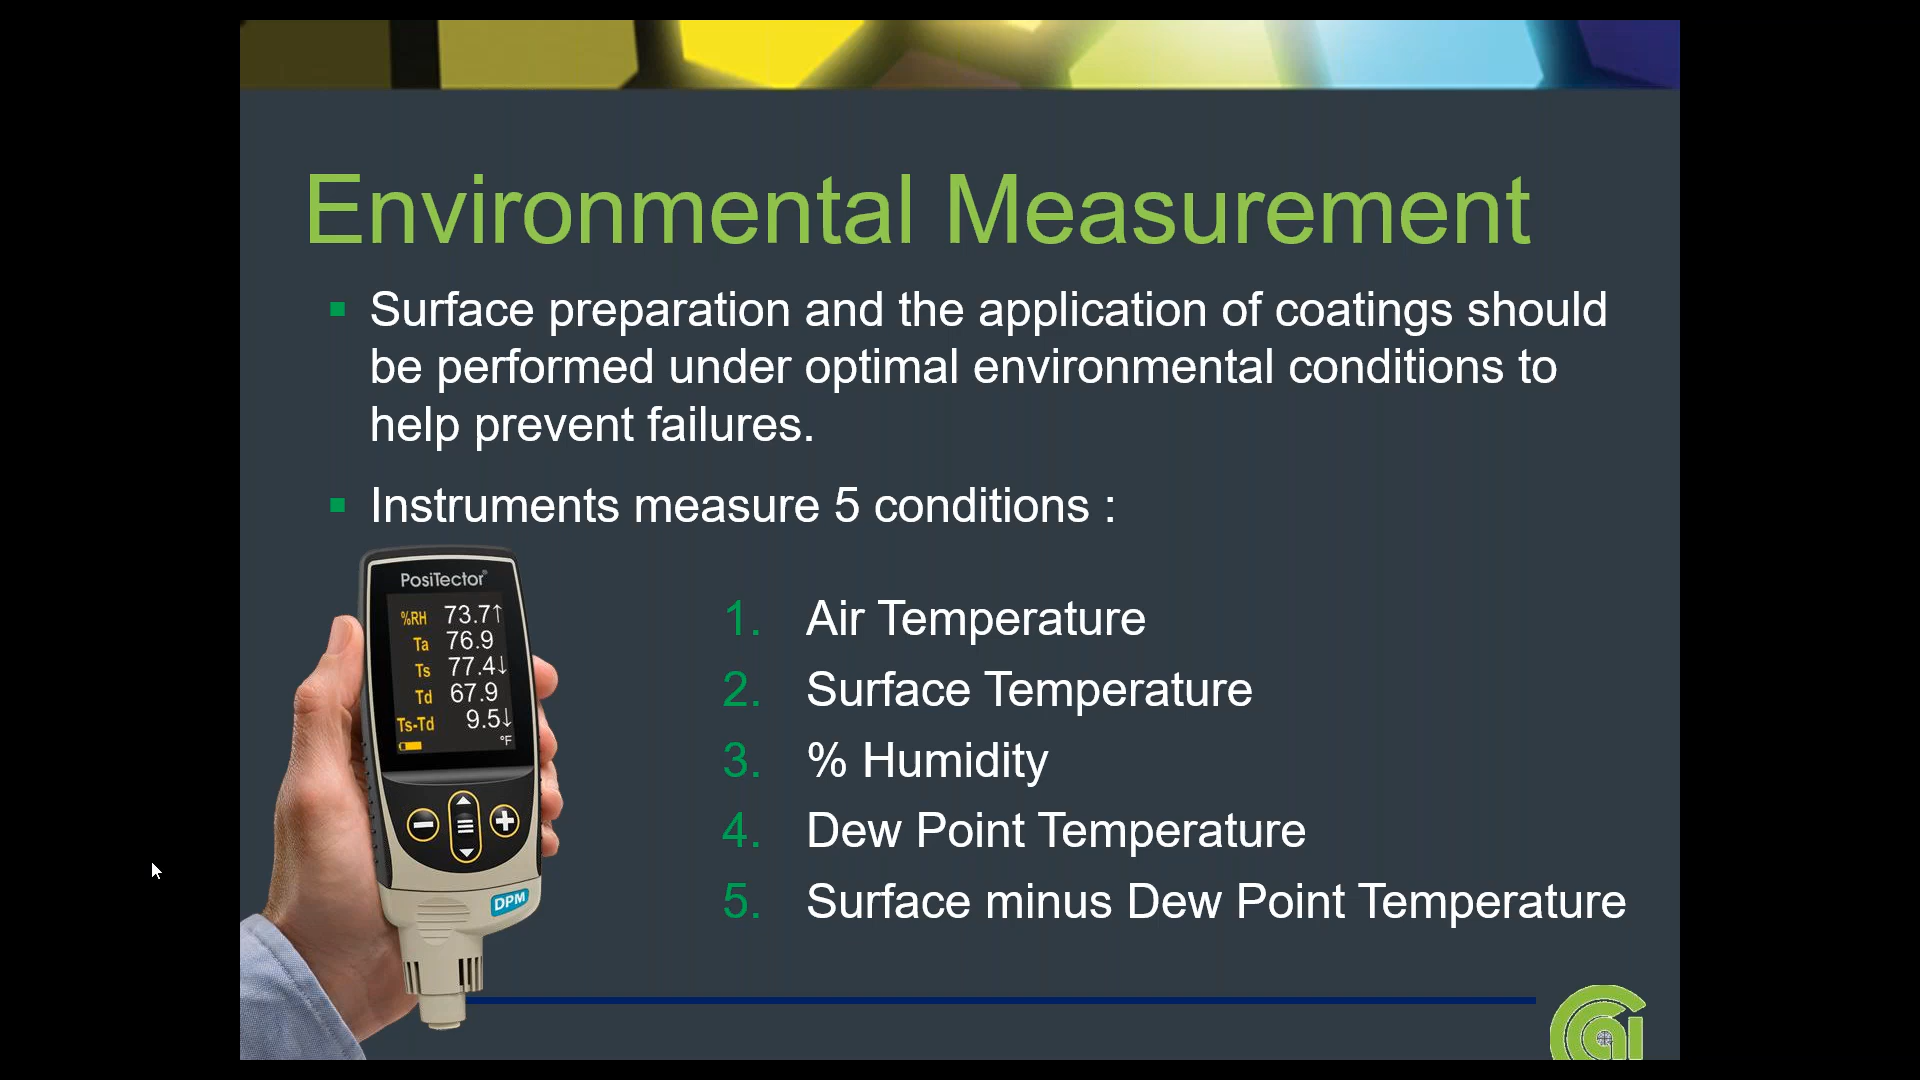 Environmental Measurement
▪ Surface preparation and the application of coatings should
be performed under optimal environmental conditions to
help prevent failures.
▪ Instruments measure 5 conditions :
PosiTector®
%RH 73.7↑
Ta 76.9
Ts 77.4↓
Td 67.9
Ts-Td 9.5↓
°F
DPM
1. Air Temperature
2. Surface Temperature
3. % Humidity
4. Dew Point Temperature
5. Surface minus Dew Point Temperature